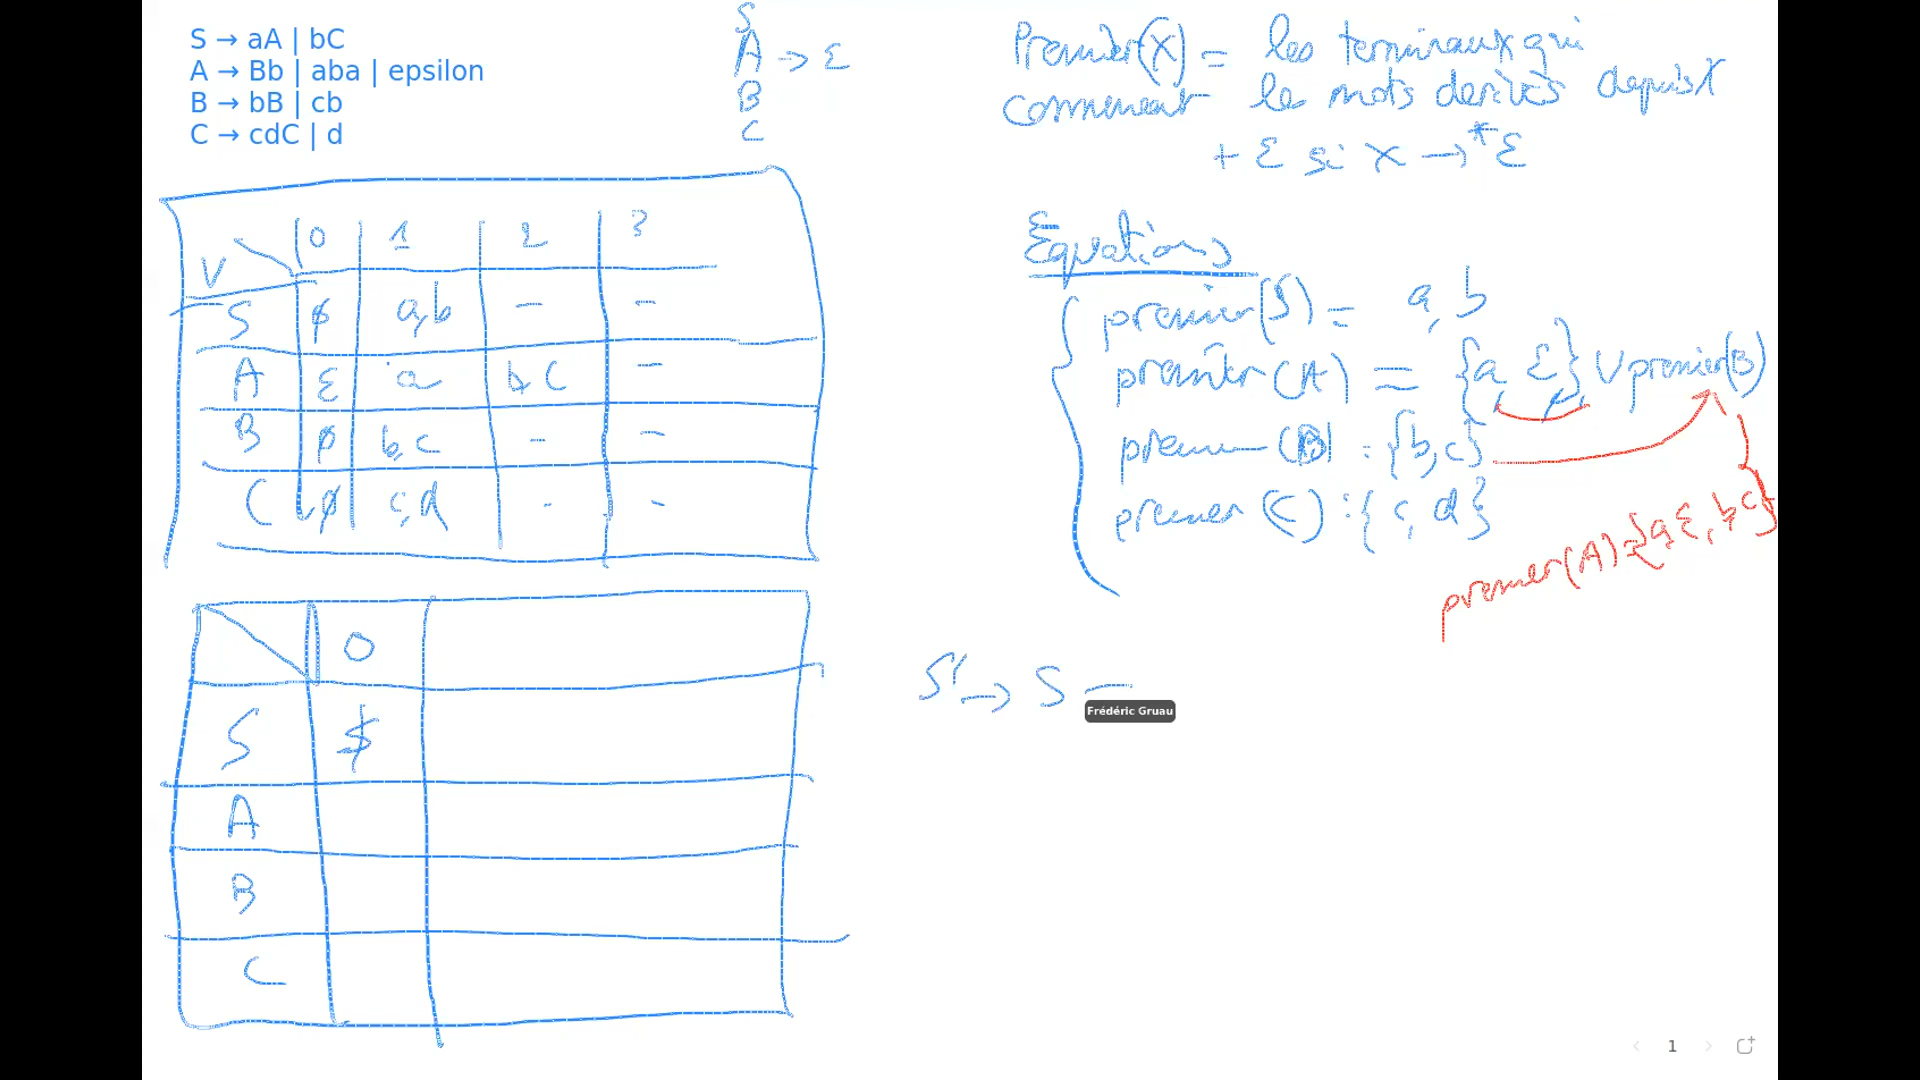 S → aA | bC
A → Bb | aba | epsilon
B → bB | cb
C → cdC | d
S
A → ε
B
C
Premier(X) = les terminaux qui
commencent les mots dérivés depuis X
+ ε si X →* ε
V 0 1 2 3
S ∅ a,b - -
A ε a b, c -
B ∅ b,c - -
C ∅ c,d - -
Equations
premier(S) = a, b
premier(A) = {a, ε} ∪ premier(B)
premier(B) : {b,c}
premier(C) : {c, d}
premier(A) = {a, ε, b, c}
0
S $
A
B
C
S' → S
Frédéric Gruau
1